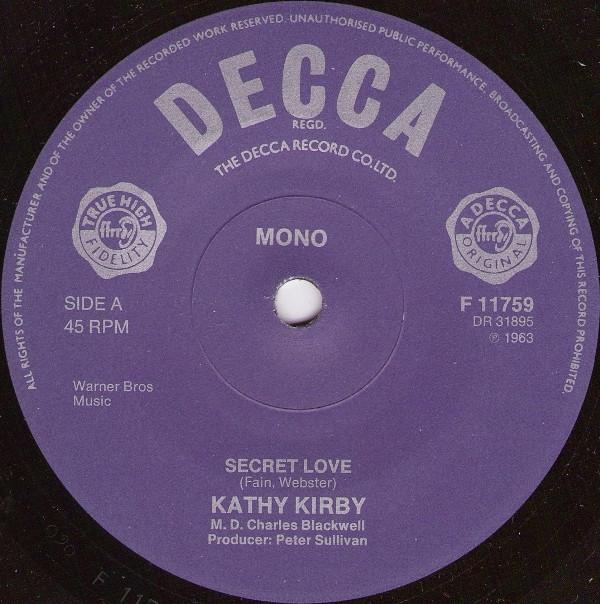 ALL RIGHTS OF THE MANUFACTURER AND OF THE OWNER OF THE RECORDED WORK RESERVED. UNAUTHORISED PUBLIC PERFORMANCE, BROADCASTING AND COPYING OF THIS RECORD PROHIBITED.
DECCA
REGD.
THE DECCA RECORD CO.LTD.
TRUE HIGH
ffrr
FIDELITY
A DECCA
ffrr
ORIGINAL
MONO
SIDE A
45 RPM
F 11759
DR 31895
℗ 1963
Warner Bros
Music
SECRET LOVE
(Fain, Webster)
KATHY KIRBY
M. D. Charles Blackwell
Producer: Peter Sullivan